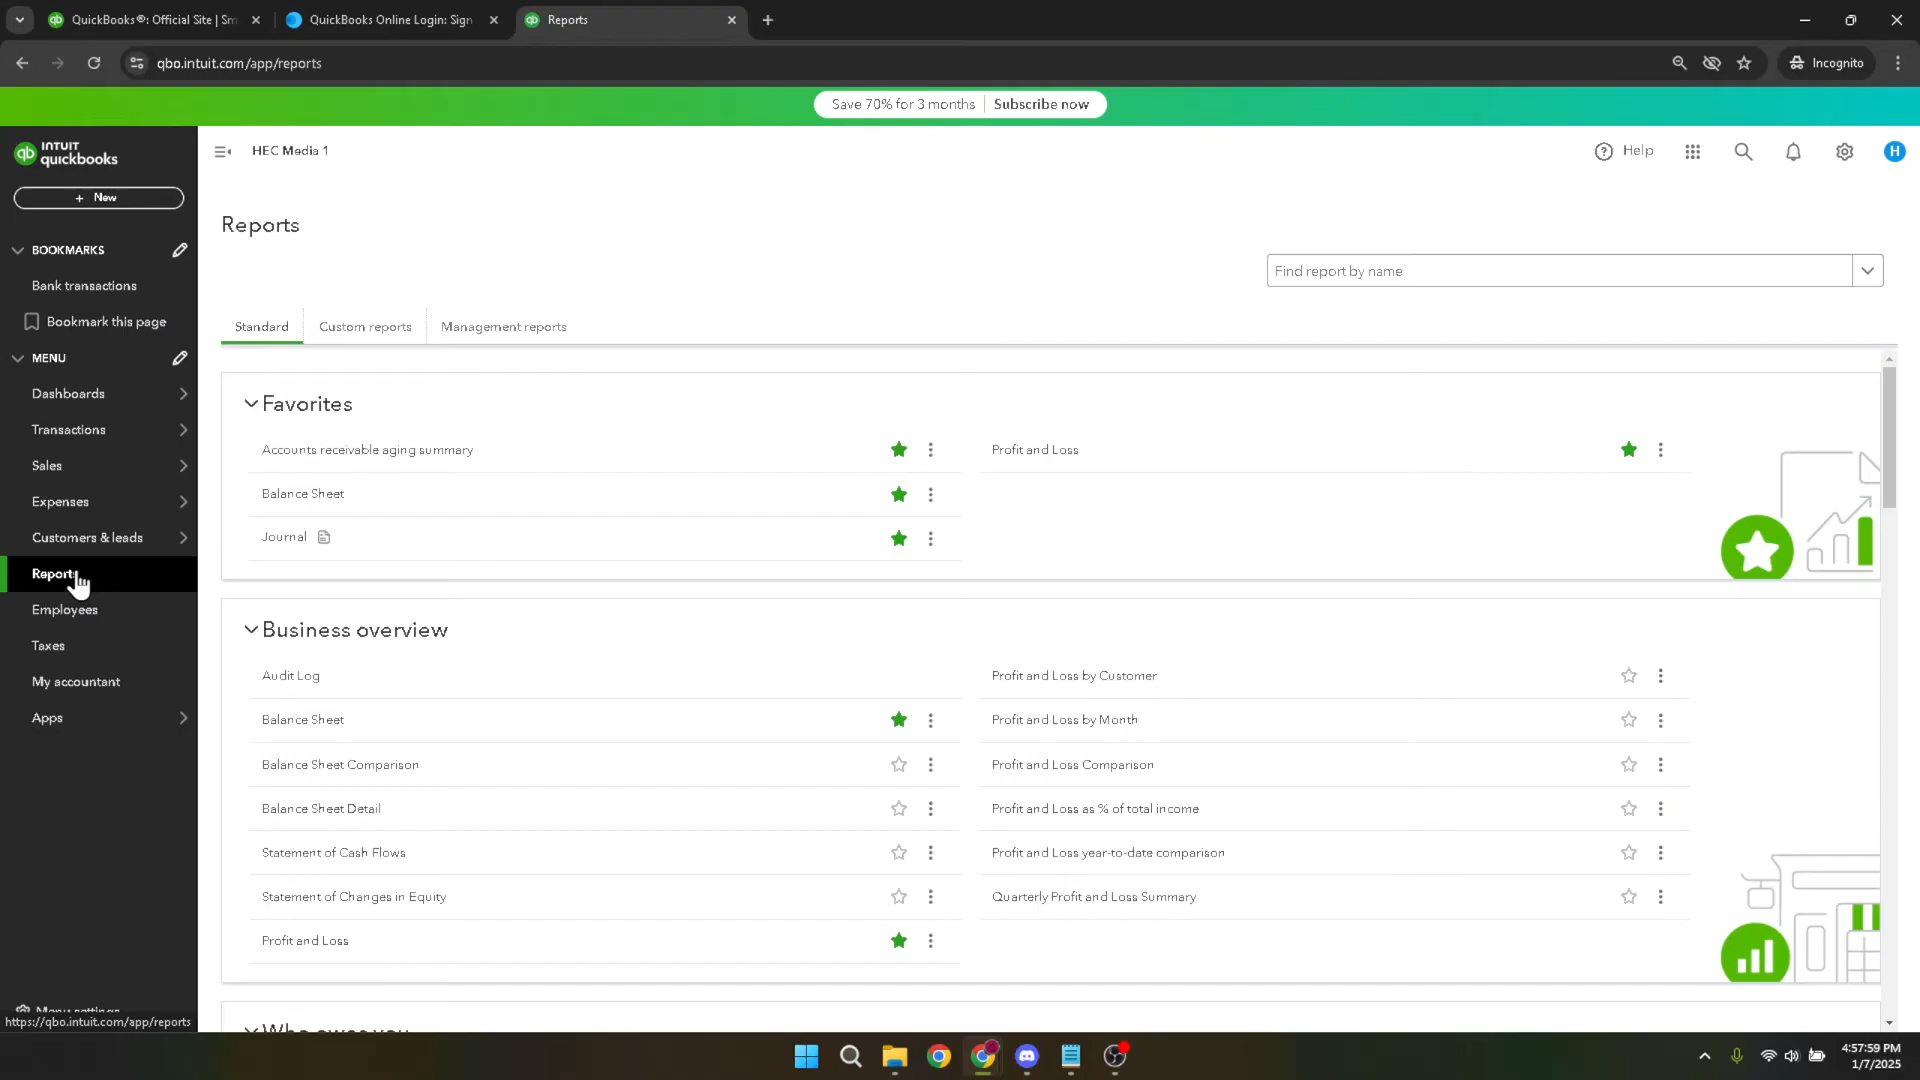 QuickBooks®: Official Site | Sm
QuickBooks Online Login: Sign
Reports
qbo.intuit.com/app/reports
Incognito
Save 70% for 3 months
Subscribe now
INTUIT
quickbooks
qb
+ New
HEC Media 1
Help
H
BOOKMARKS
Bank transactions
Bookmark this page
MENU
Dashboards
Transactions
Sales
Expenses
Customers & leads
Reports
Employees
Taxes
My accountant
Apps
Menu settings
https://qbo.intuit.com/app/reports
Reports
Find report by name
Standard
Custom reports
Management reports
Favorites
Accounts receivable aging summary
Profit and Loss
Balance Sheet
Journal
Business overview
Audit Log
Profit and Loss by Customer
Balance Sheet
Profit and Loss by Month
Balance Sheet Comparison
Profit and Loss Comparison
Balance Sheet Detail
Profit and Loss as % of total income
Statement of Cash Flows
Profit and Loss year-to-date comparison
Statement of Changes in Equity
Quarterly Profit and Loss Summary
Profit and Loss
Who owes you
4:57:59 PM
1/7/2025